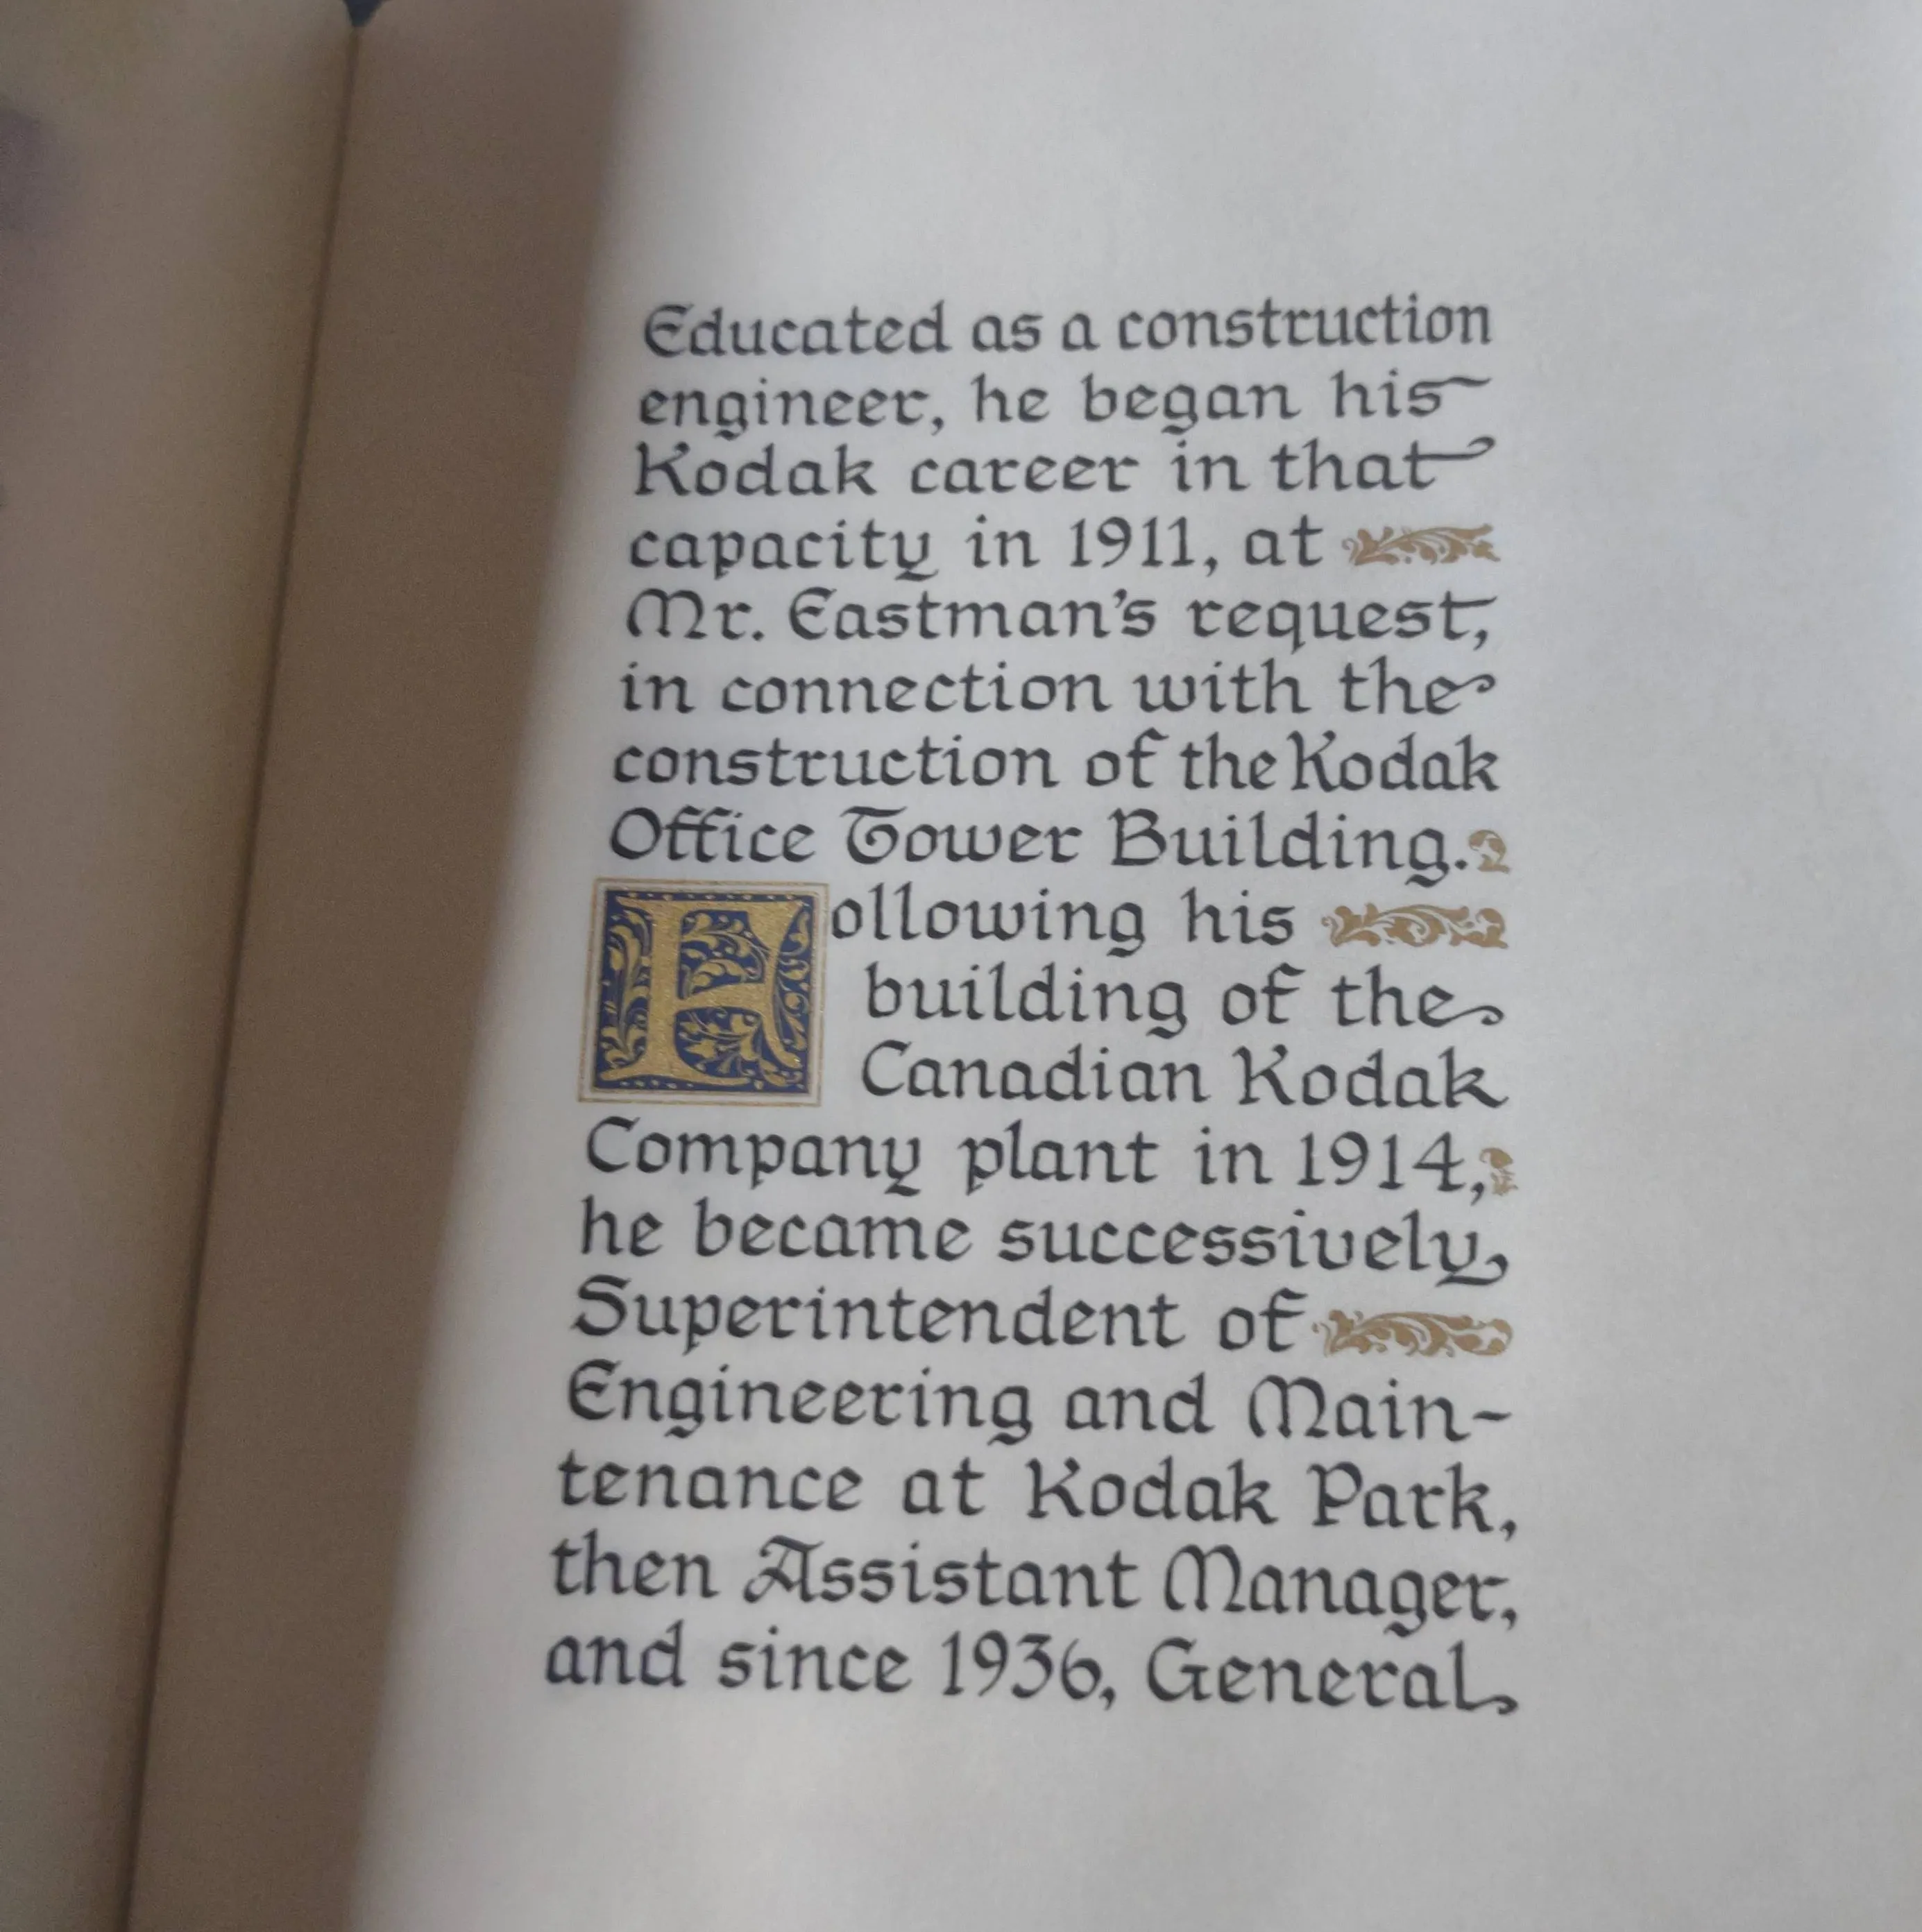 Educated as a construction
engineer, he began his
Kodak career in that
capacity in 1911, at
Mr. Eastman's request,
in connection with the
construction of the Kodak
Office Tower Building.
Following his
building of the
Canadian Kodak
Company plant in 1914,
he became successively
Superintendent of
Engineering and Main-
tenance at Kodak Park,
then Assistant Manager,
and since 1936, General